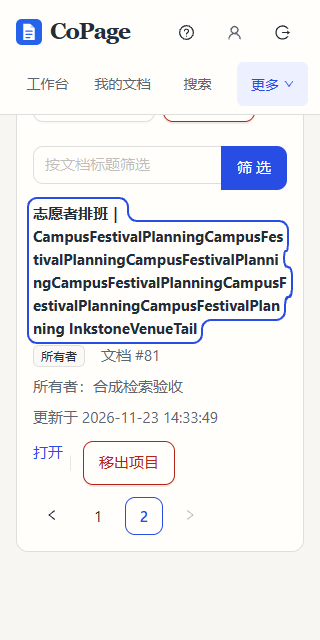 CoPage
工作台 我的文档 搜索 更多
按文档标题筛选 筛 选
志愿者排班 |
CampusFestivalPlanningCampusFes
tivalPlanningCampusFestivalPlanni
ngCampusFestivalPlanningCampusF
estivalPlanningCampusFestivalPlan
ning InkstoneVenueTail
所有者 文档 #81
所有者：合成检索验收
更新于 2026-11-23 14:33:49
打开 移出项目
1 2